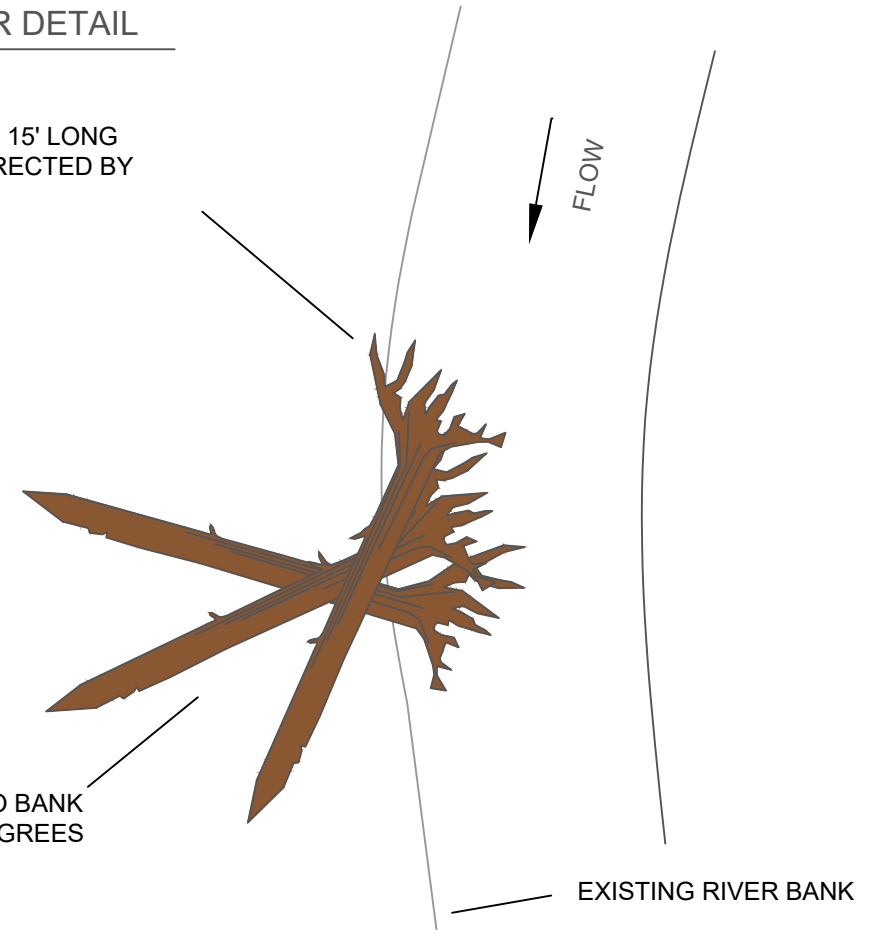 R DETAIL
15' LONG
RECTED BY
FLOW
BANK
GREES
EXISTING RIVER BANK